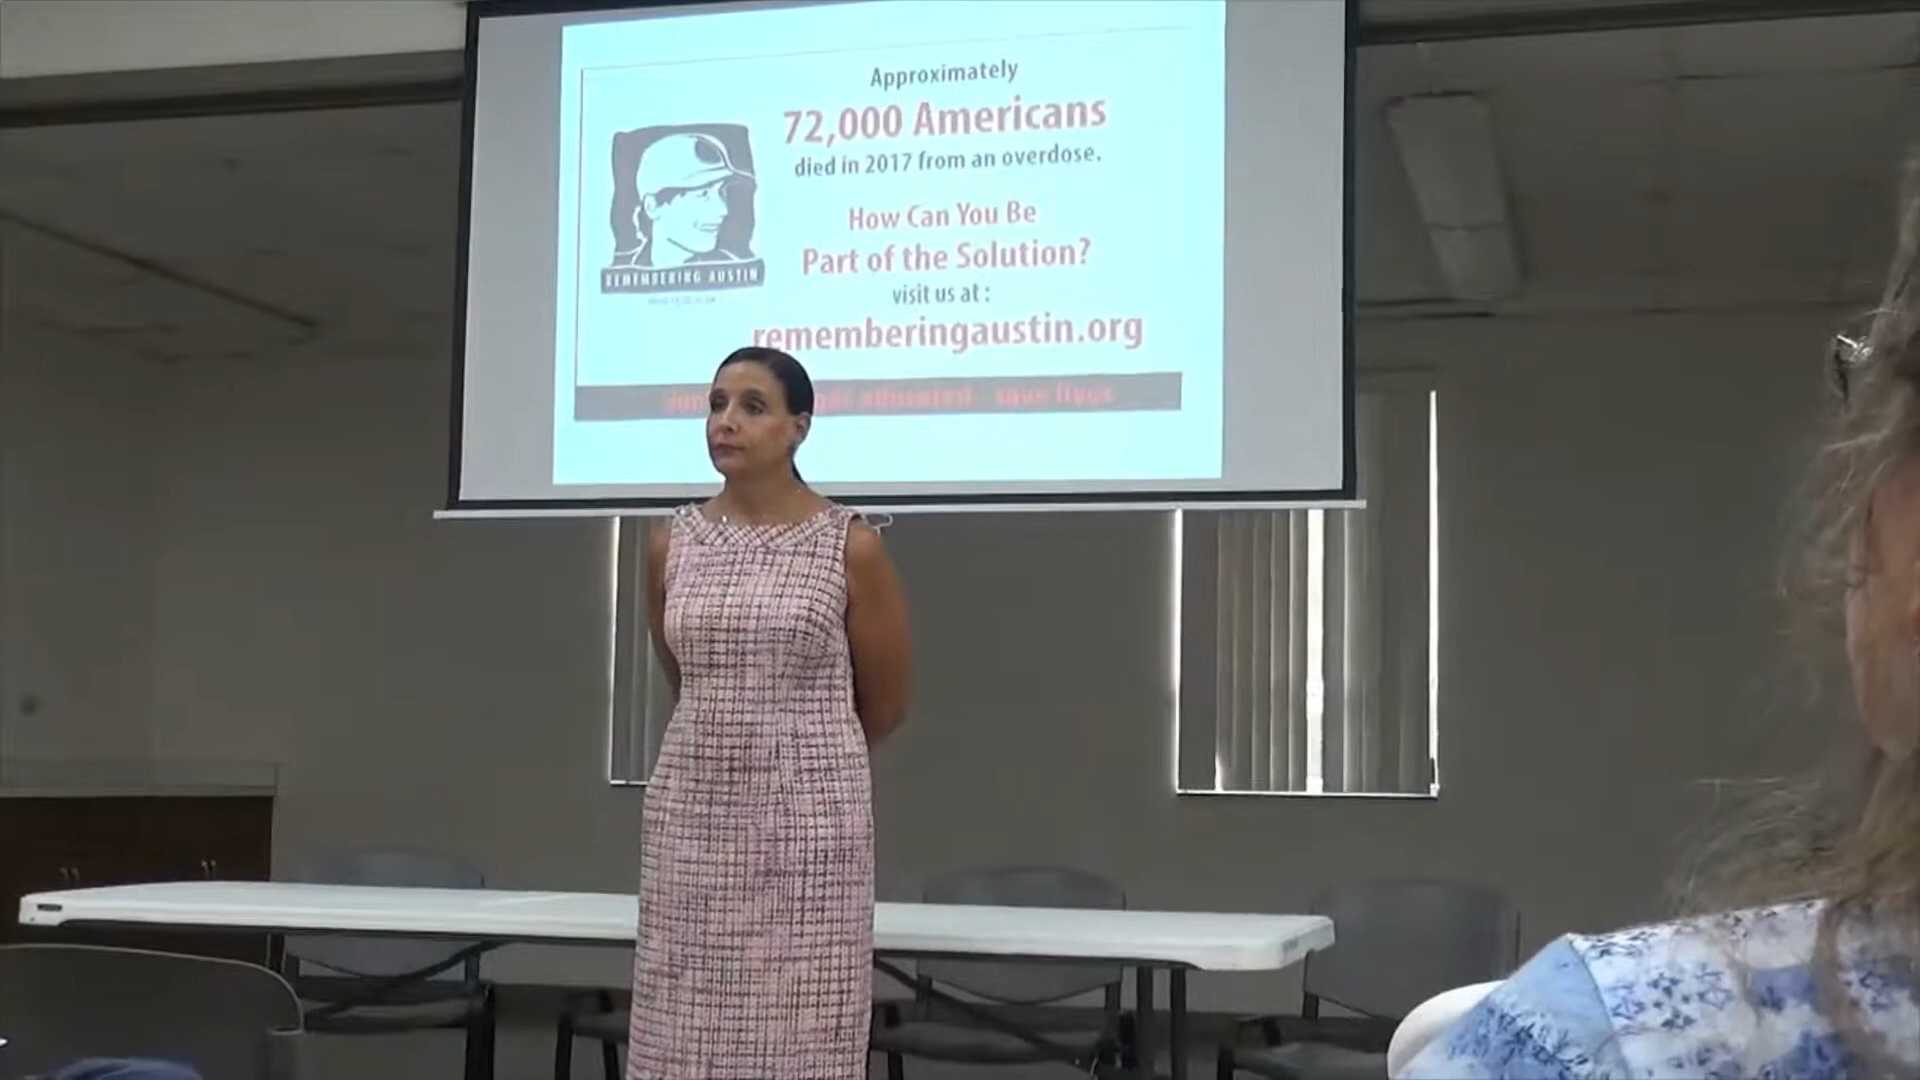 Approximately
72,000 Americans
died in 2017 from an overdose.
REMEMBERING AUSTIN
How Can You Be
Part of the Solution?
visit us at :
rememberingaustin.org
educated save lives